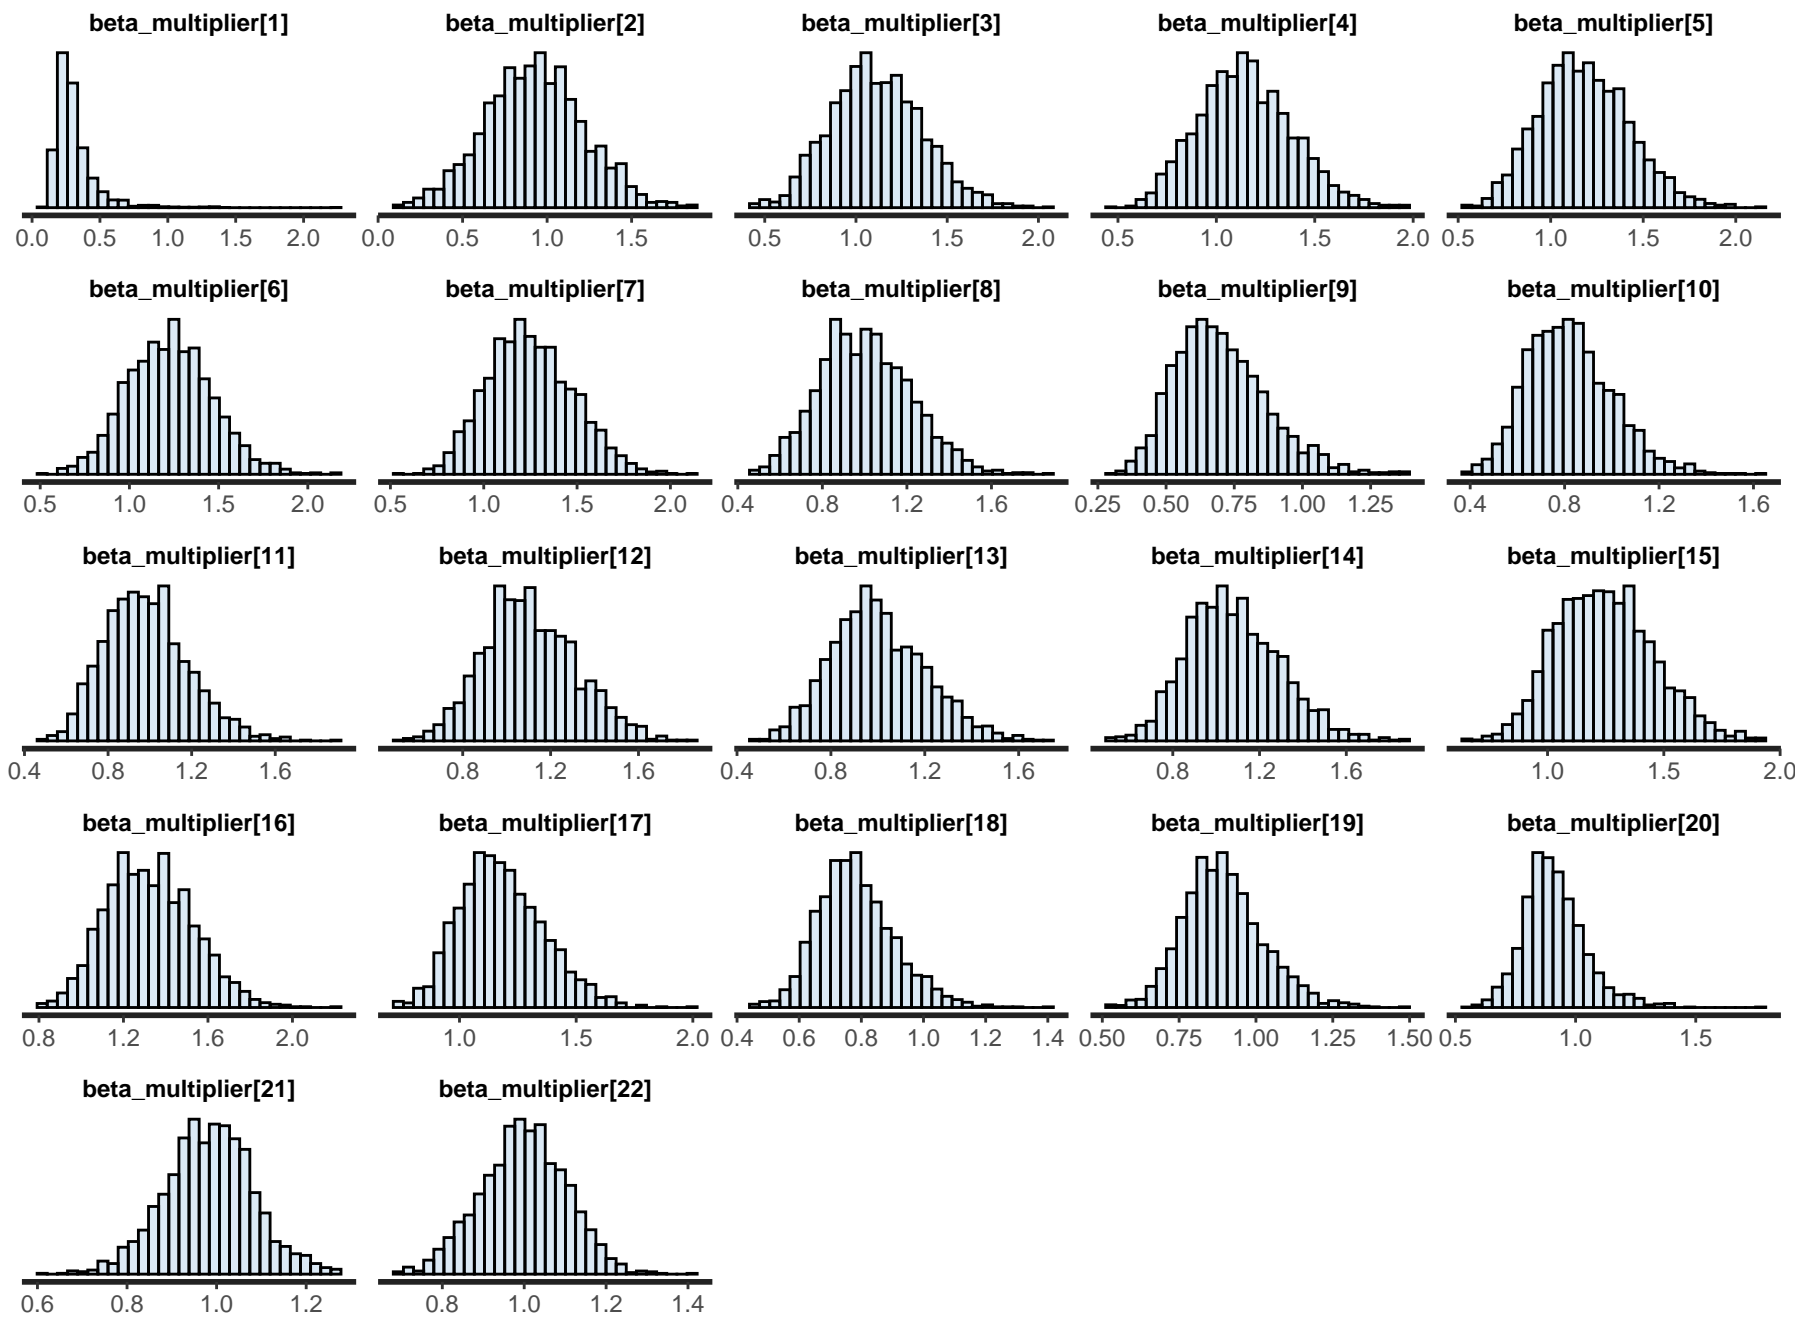 beta_multiplier[1] beta_multiplier[2] beta_multiplier[3] beta_multiplier[4] beta_multiplier[5]
0.0 0.5 1.0 1.5 2.0 0.0 0.5 1.0 1.5 0.5 1.0 1.5 2.0 0.5 1.0 1.5 2.0 0.5 1.0 1.5 2.0
beta_multiplier[6] beta_multiplier[7] beta_multiplier[8] beta_multiplier[9] beta_multiplier[10]
0.5 1.0 1.5 2.0 0.5 1.0 1.5 2.0 0.4 0.8 1.2 1.6 0.25 0.50 0.75 1.00 1.25 0.4 0.8 1.2 1.6
beta_multiplier[11] beta_multiplier[12] beta_multiplier[13] beta_multiplier[14] beta_multiplier[15]
0.4 0.8 1.2 1.6 0.8 1.2 1.6 0.4 0.8 1.2 1.6 0.8 1.2 1.6 1.0 1.5 2.0
beta_multiplier[16] beta_multiplier[17] beta_multiplier[18] beta_multiplier[19] beta_multiplier[20]
0.8 1.2 1.6 2.0 1.0 1.5 2.0 0.4 0.6 0.8 1.0 1.2 1.4 0.50 0.75 1.00 1.25 1.50 0.5 1.0 1.5
beta_multiplier[21] beta_multiplier[22]
0.6 0.8 1.0 1.2 0.8 1.0 1.2 1.4